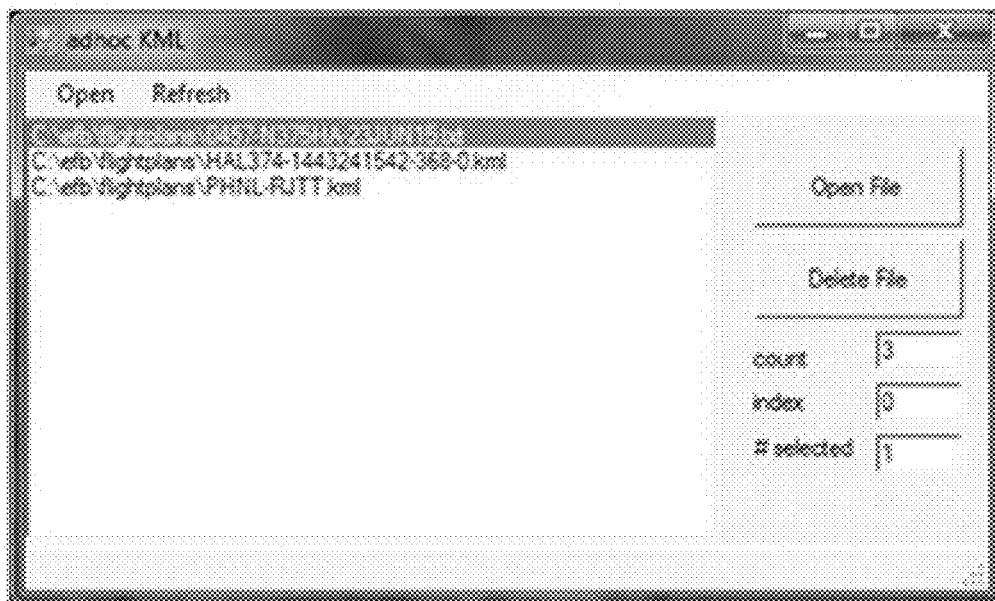 adhoc KML
Open Refresh
C:\efb\flightplans\HAL374-1443241542-368-0.kml
C:\efb\flightplans\PHNL-RJTT.kml
Open File
Delete File
count 3
index 0
# selected 1